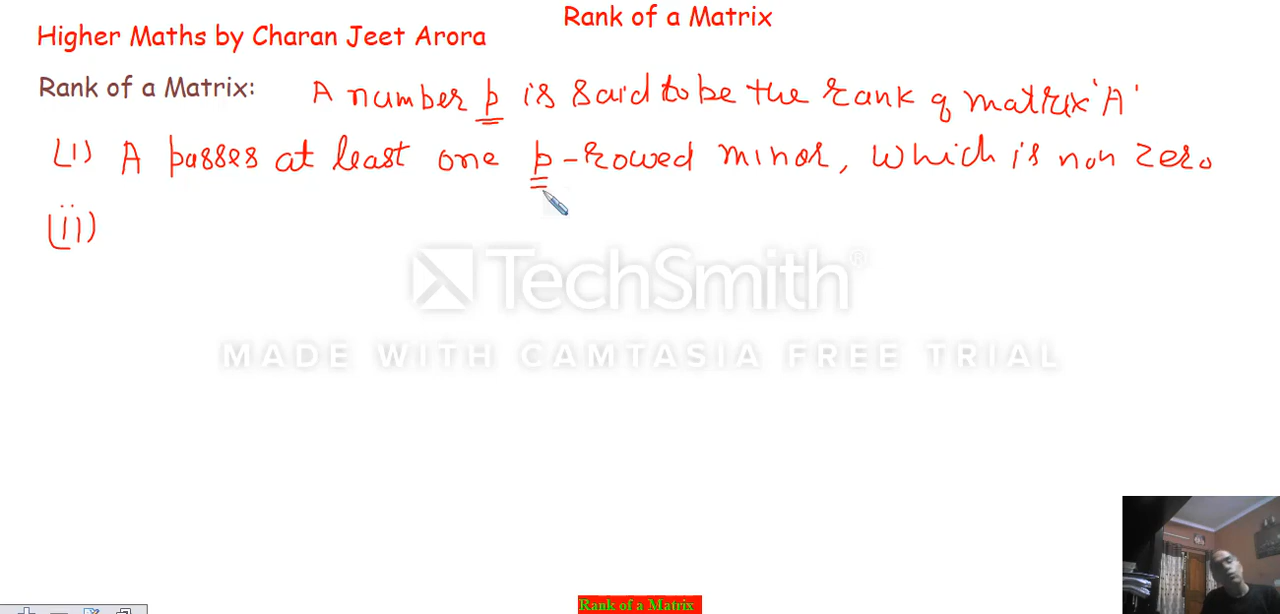 Rank of a Matrix
Higher Maths by Charan Jeet Arora
Rank of a Matrix: A number p is said to be the rank of matrix 'A'
(i) A passes at least one p-rowed minor, which is non zero
(ii)
TechSmith®
MADE WITH CAMTASIA FREE TRIAL
Rank of a Matrix